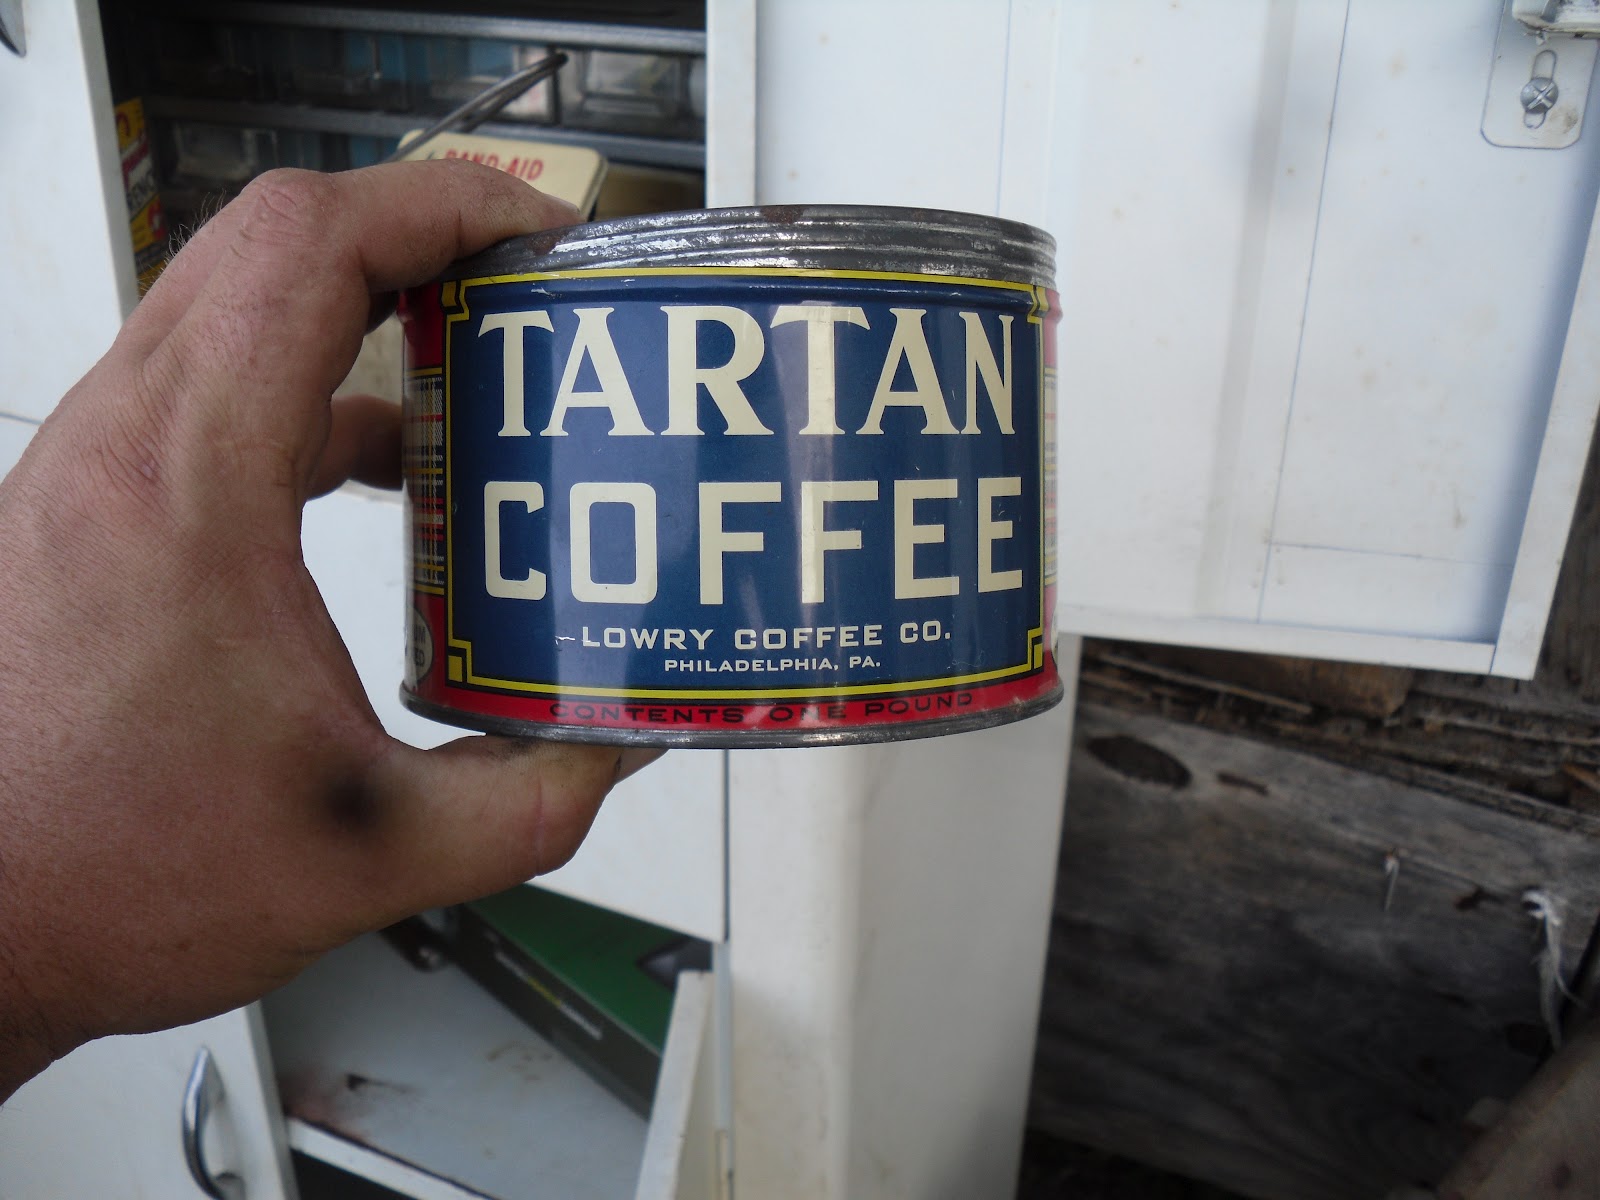 BAND-AID
TARTAN
COFFEE
LOWRY COFFEE CO.
PHILADELPHIA, PA.
CONTENTS ONE POUND